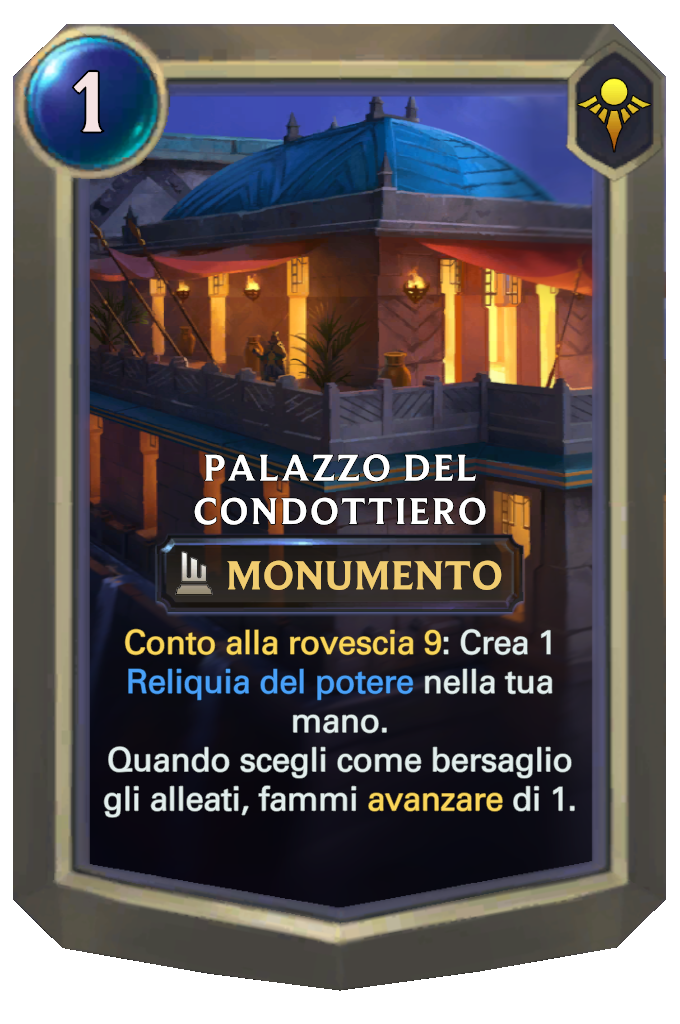 1
PALAZZO DEL
CONDOTTIERO
MONUMENTO
Conto alla rovescia 9: Crea 1
Reliquia del potere nella tua
mano.
Quando scegli come bersaglio
gli alleati, fammi avanzare di 1.